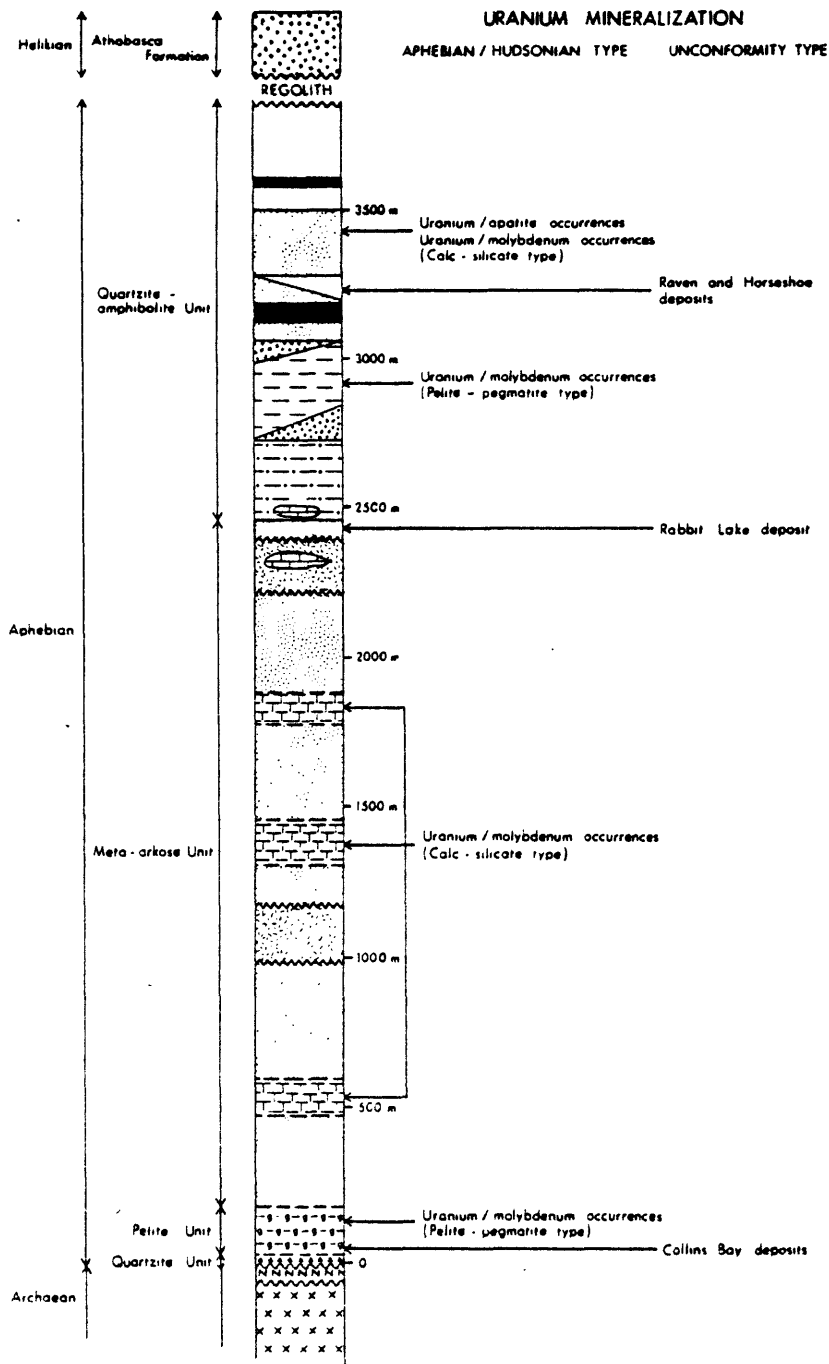 URANIUM MINERALIZATION
APHEBIAN / HUDSONIAN TYPE UNCONFORMITY TYPE
Helikian
Athabasca
Formation
REGOLITH
3500 m
Uranium / apatite occurrences
Uranium / molybdenum occurrences
(Calc - silicate type)
Raven and Horseshoe
deposits
Quartzite -
amphibolite Unit
3000 m
Uranium / molybdenum occurrences
(Pelite - pegmatite type)
2500 m
Rabbit Lake deposit
Aphebian
2000 m
1500 m
Uranium / molybdenum occurrences
(Calc - silicate type)
Meta - arkose Unit
1000 m
500 m
Uranium / molybdenum occurrences
(Pelite - pegmatite type)
Pelite Unit
Collins Bay deposits
Quartzite Unit
0
Archaean